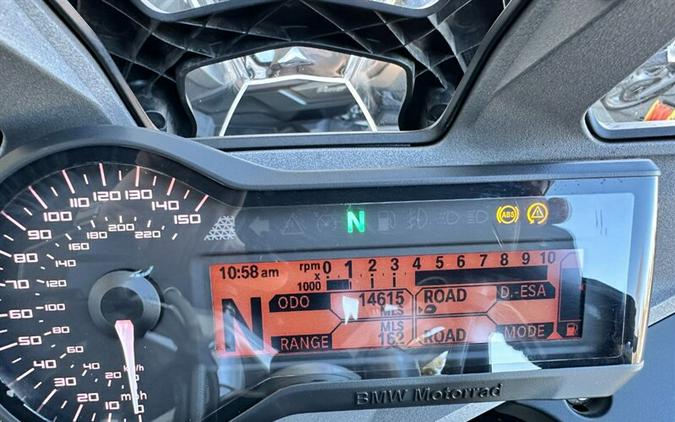 10 20 30 40 50 60 70 80 90 100 110 120 130 140 150
20 40 60 80 100 120 140 160 180 200 220
km/h
mph
N
ABS
10:58 am
rpm x 1000
0 1 2 3 4 5 6 7 8 9 10
N
ODO 14615 MLS
ROAD D.-ESA
RANGE MLS 162
ROAD MODE
BMW Motorrad